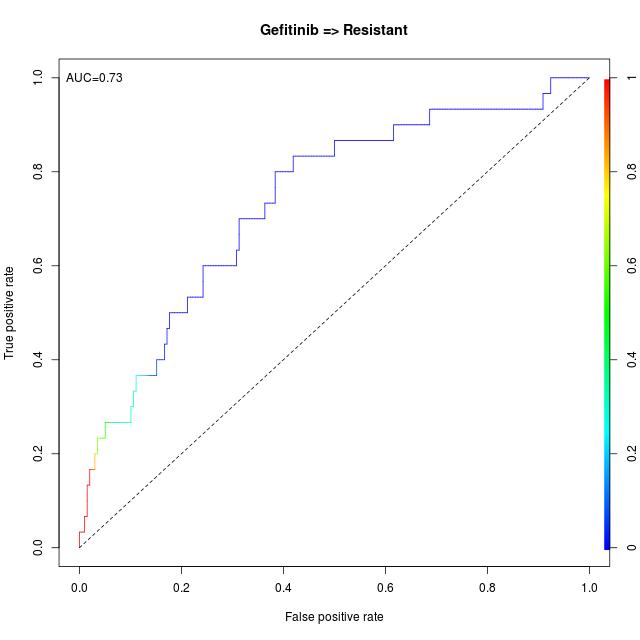 Gefitinib => Resistant
AUC=0.73
True positive rate
1.0
0.8
0.6
0.4
0.2
0.0
1
0.8
0.6
0.4
0.2
0
0.0 0.2 0.4 0.6 0.8 1.0
False positive rate